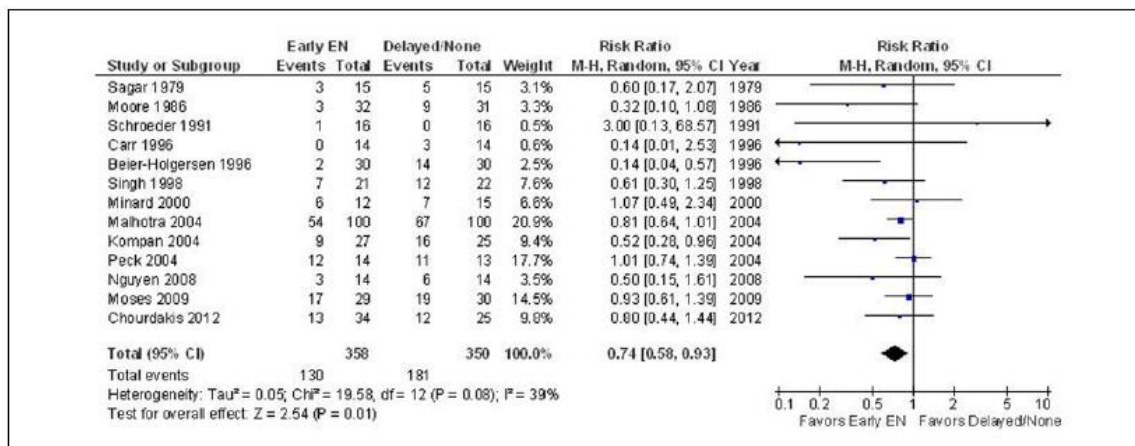 Early EN Delayed/None Risk Ratio Risk Ratio
Study or Subgroup Events Total Events Total Weight M-H, Random, 95% CI Year M-H, Random, 95% CI
Sagar 1979 3 15 5 15 3.1% 0.60 [0.17, 2.07] 1979
Moore 1986 3 32 9 31 3.3% 0.32 [0.10, 1.08] 1986
Schroeder 1991 1 16 0 16 0.5% 3.00 [0.13, 68.57] 1991
Carr 1996 0 14 3 14 0.6% 0.14 [0.01, 2.53] 1996
Beier-Holgersen 1996 2 30 14 30 2.5% 0.14 [0.04, 0.57] 1996
Singh 1998 7 21 12 22 7.6% 0.61 [0.30, 1.25] 1998
Minard 2000 6 12 7 15 6.6% 1.07 [0.49, 2.34] 2000
Malhotra 2004 54 100 67 100 20.9% 0.81 [0.64, 1.01] 2004
Kompan 2004 9 27 16 25 9.4% 0.52 [0.28, 0.96] 2004
Peck 2004 12 14 11 13 17.7% 1.01 [0.74, 1.39] 2004
Nguyen 2008 3 14 6 14 3.5% 0.50 [0.15, 1.61] 2008
Moses 2009 17 29 19 30 14.5% 0.93 [0.61, 1.39] 2009
Chourdakis 2012 13 34 12 25 9.8% 0.80 [0.44, 1.44] 2012
Total (95% CI) 358 350 100.0% 0.74 [0.58, 0.93]
Total events 130 181
Heterogeneity: Tau² = 0.05; Chi² = 19.58, df = 12 (P = 0.08); I² = 39%
Test for overall effect: Z = 2.54 (P = 0.01)
0.1 0.2 0.5 1 2 5 10
Favors Early EN Favors Delayed/None